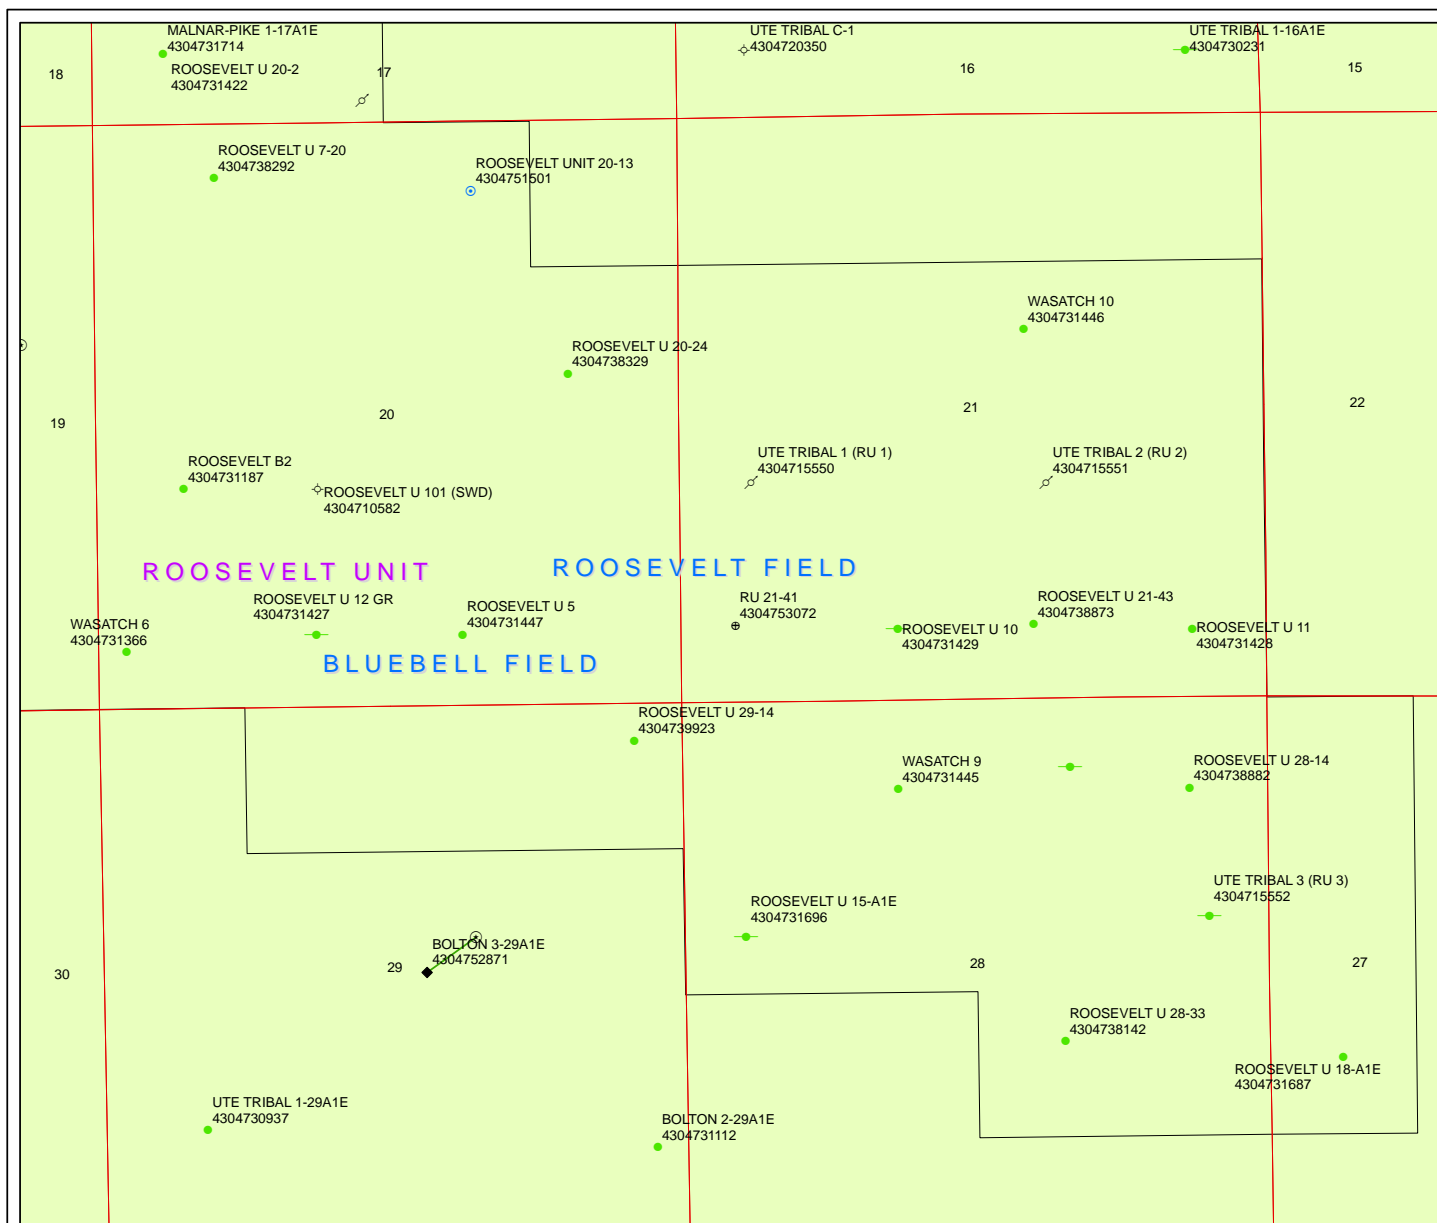 MALNAR-PIKE 1-17A1E
4304731714
UTE TRIBAL C-1
4304720350
UTE TRIBAL 1-16A1E
4304730231
18
ROOSEVELT U 20-2
4304731422
17
16
15
ROOSEVELT U 7-20
4304738292
ROOSEVELT UNIT 20-13
4304751501
WASATCH 10
4304731446
ROOSEVELT U 20-24
4304738329
19
20
21
22
ROOSEVELT B2
4304731187
ROOSEVELT U 101 (SWD)
4304710582
UTE TRIBAL 1 (RU 1)
4304715550
UTE TRIBAL 2 (RU 2)
4304715551
ROOSEVELT UNIT
ROOSEVELT FIELD
WASATCH 6
4304731366
ROOSEVELT U 12 GR
4304731427
ROOSEVELT U 5
4304731447
RU 21-41
4304753072
ROOSEVELT U 10
4304731429
ROOSEVELT U 21-43
4304738873
ROOSEVELT U 11
4304731428
BLUEBELL FIELD
ROOSEVELT U 29-14
4304739923
WASATCH 9
4304731445
ROOSEVELT U 28-14
4304738882
ROOSEVELT U 15-A1E
4304731696
UTE TRIBAL 3 (RU 3)
4304715552
BOLTON 3-29A1E
4304752871
30
29
28
27
ROOSEVELT U 28-33
4304738142
ROOSEVELT U 18-A1E
4304731687
UTE TRIBAL 1-29A1E
4304730937
BOLTON 2-29A1E
4304731112